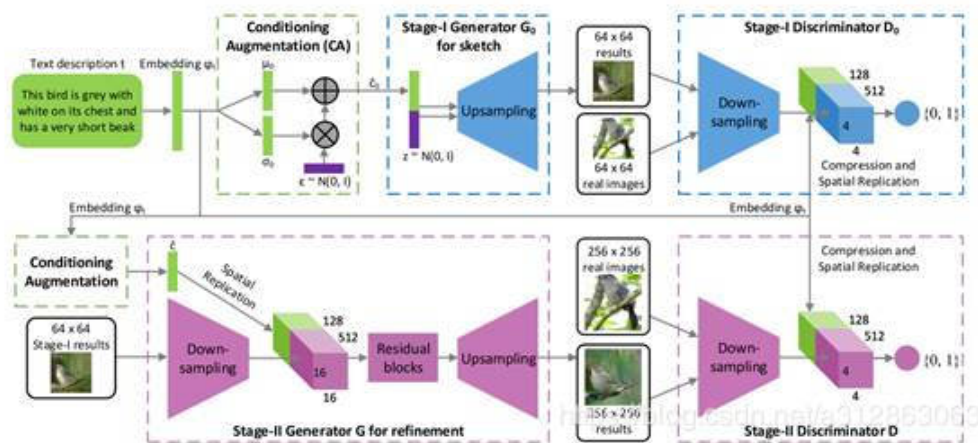 Conditioning
Augmentation (CA)
Stage-I Generator G₀
for sketch
64 x 64
results
Stage-I Discriminator D₀
Text description t
Embedding φₜ
This bird is grey with
white on its chest and
has a very short beak
μ₀
σ₀
ε ~ N(0, I)
ĉ₀
z ~ N(0, I)
Upsampling
64 x 64
real images
Down-
sampling
128
512
4
4
{0, 1}
Compression and
Spatial Replication
Embedding φₜ
Embedding φₜ
Conditioning
Augmentation
ĉ
Spatial
Replication
256 x 256
real images
Compression and
Spatial Replication
64 x 64
Stage-I results
Down-
sampling
128
512
16
16
Residual
blocks
Upsampling
256 x 256
results
Down-
sampling
128
512
4
4
{0, 1}
Stage-II Generator G for refinement
Stage-II Discriminator D